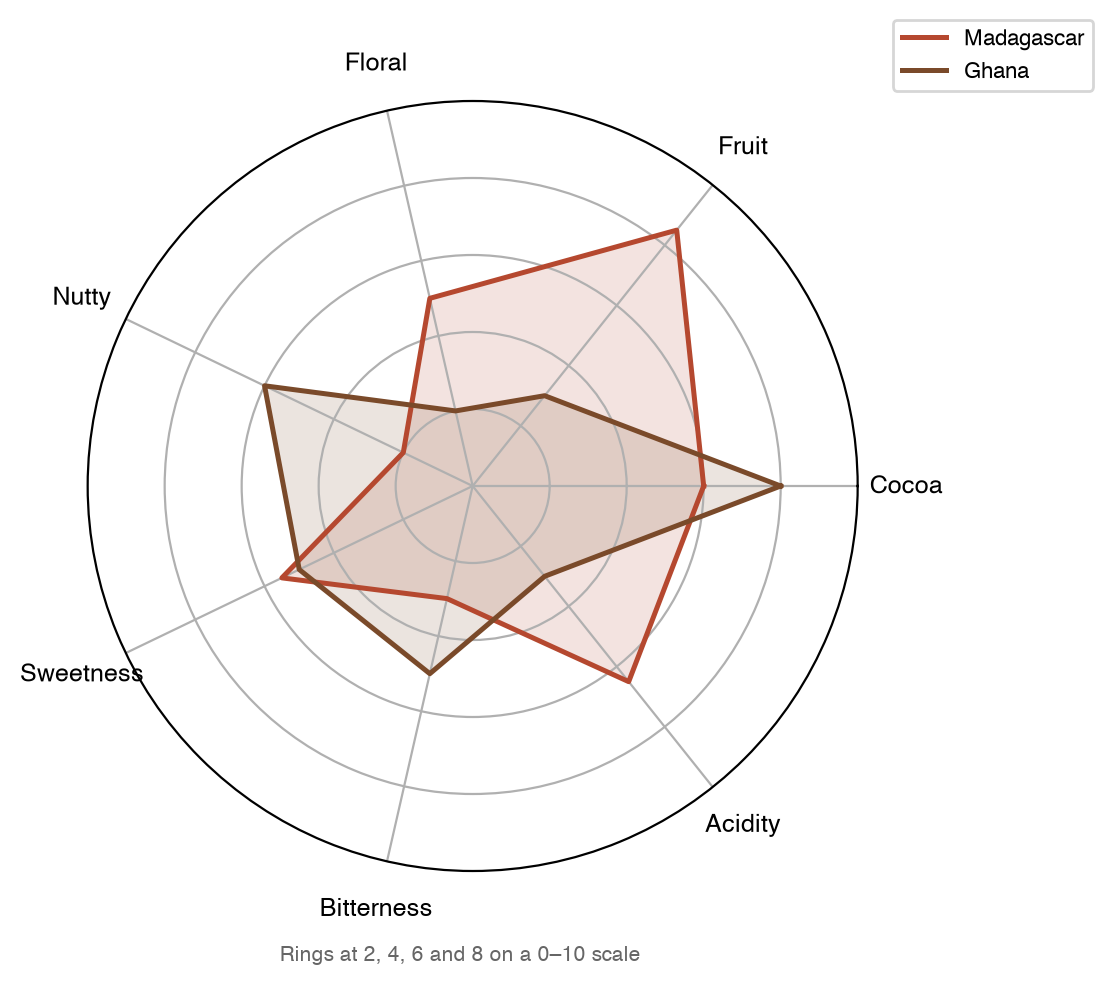 Madagascar
Ghana
Floral
Fruit
Nutty
Cocoa
Sweetness
Acidity
Bitterness
Rings at 2, 4, 6 and 8 on a 0–10 scale